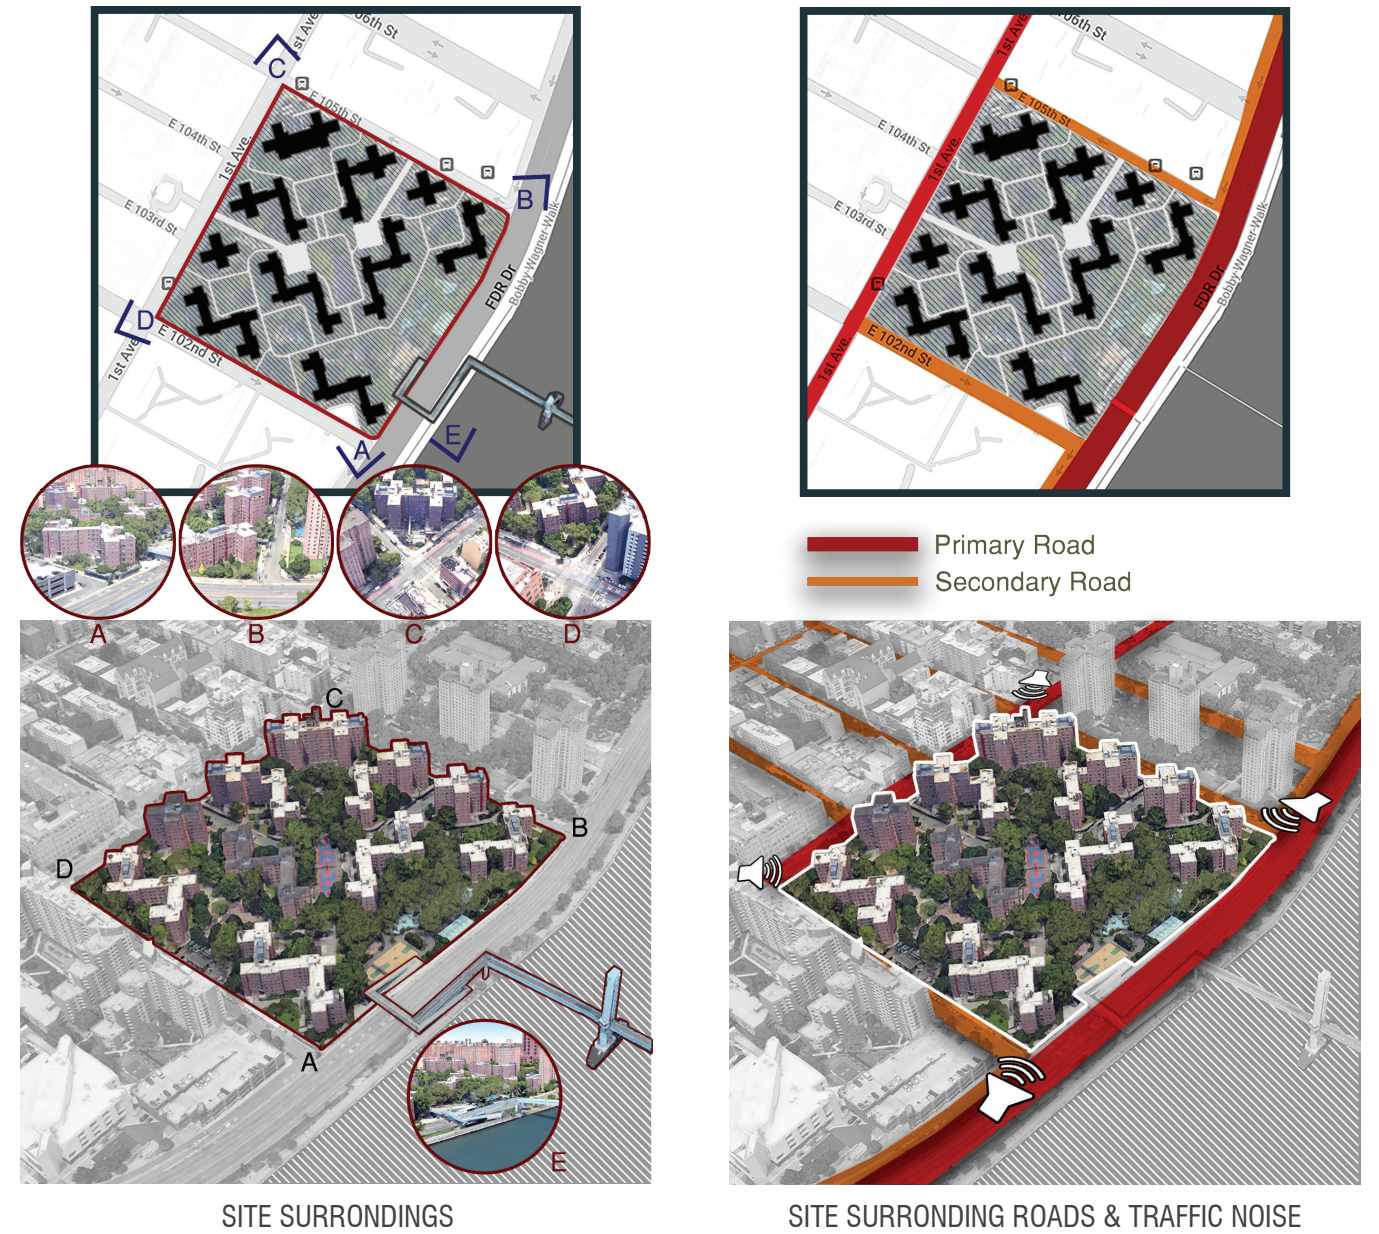 1st Ave.
06th St
C
E 105th St
E 104th St
1st Ave.
B
E 103rd St
Bobby-Wagner-Walk
FDR Dr
D
E 102nd St
1st Ave.
E
A
A
B
C
D
C
B
D
A
E
SITE SURRONDINGS
1st Ave.
06th St
E 105th St
E 104th St
1st Ave.
E 103rd St
Bobby-Wagner-Walk
FDR Dr
E 102nd St
1st Ave.
Primary Road
Secondary Road
SITE SURRONDING ROADS & TRAFFIC NOISE